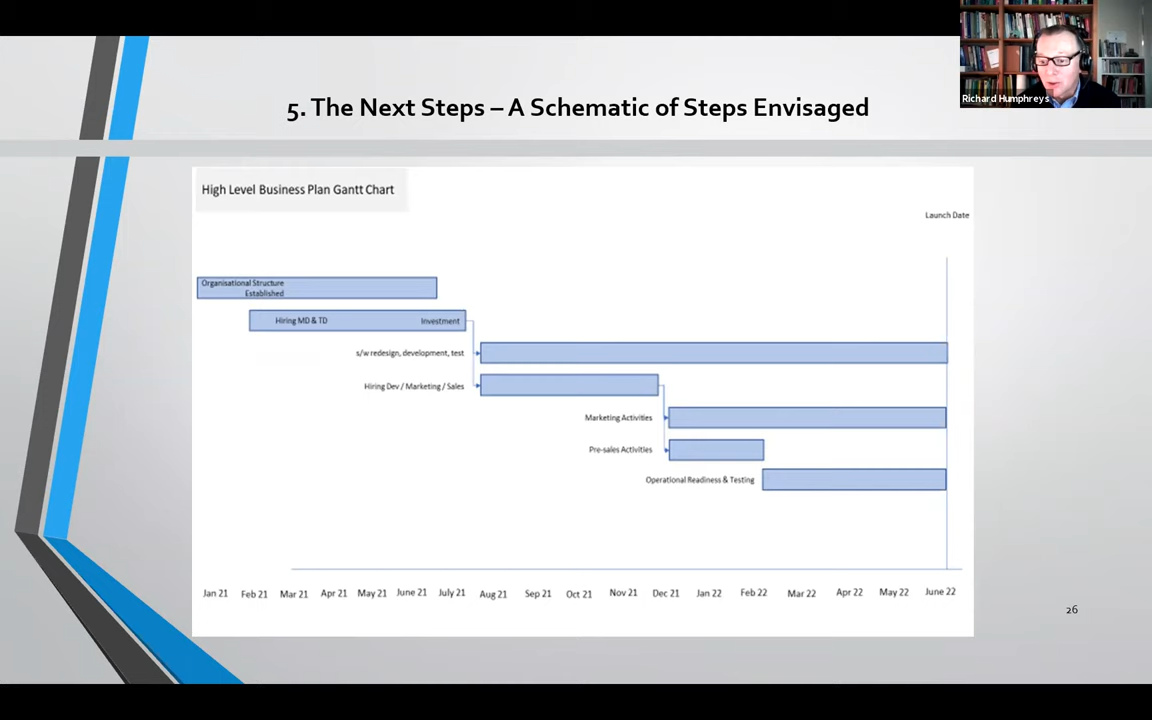 Richard Humphreys
5. The Next Steps – A Schematic of Steps Envisaged
High Level Business Plan Gantt Chart
Launch Date
Organisational Structure
Established
Hiring MD & TD
Investment
s/w redesign, development, test
Hiring Dev / Marketing / Sales
Marketing Activities
Pre-sales Activities
Operational Readiness & Testing
Jan 21 Feb 21 Mar 21 Apr 21 May 21 June 21 July 21 Aug 21 Sep 21 Oct 21 Nov 21 Dec 21 Jan 22 Feb 22 Mar 22 Apr 22 May 22 June 22
26